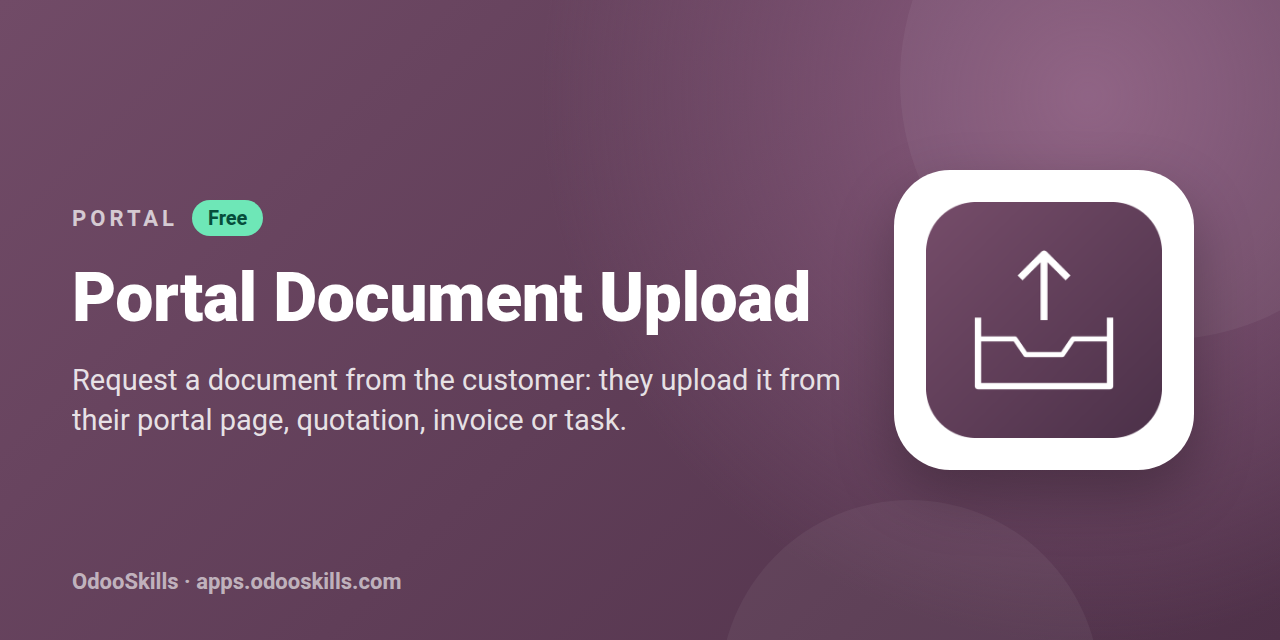 PORTAL Free
Portal Document Upload
Request a document from the customer: they upload it from
their portal page, quotation, invoice or task.
OdooSkills · apps.odooskills.com